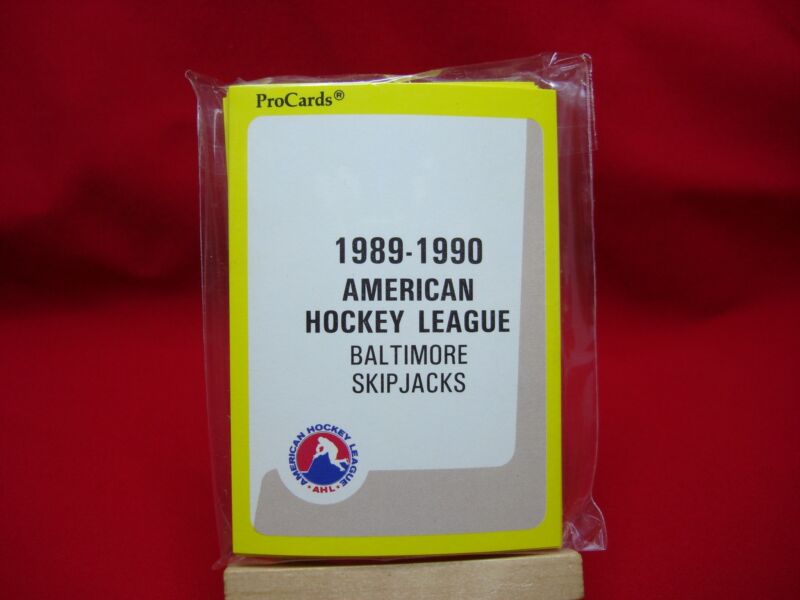 ProCards®
1989-1990
AMERICAN
HOCKEY LEAGUE
BALTIMORE
SKIPJACKS
AMERICAN HOCKEY LEAGUE
• AHL •